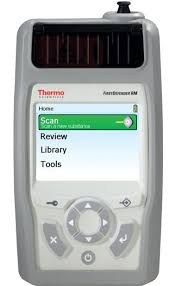 Thermo
SCIENTIFIC
FirstDefender RM
Home
Scan
Scan a new substance
Review
Library
Tools